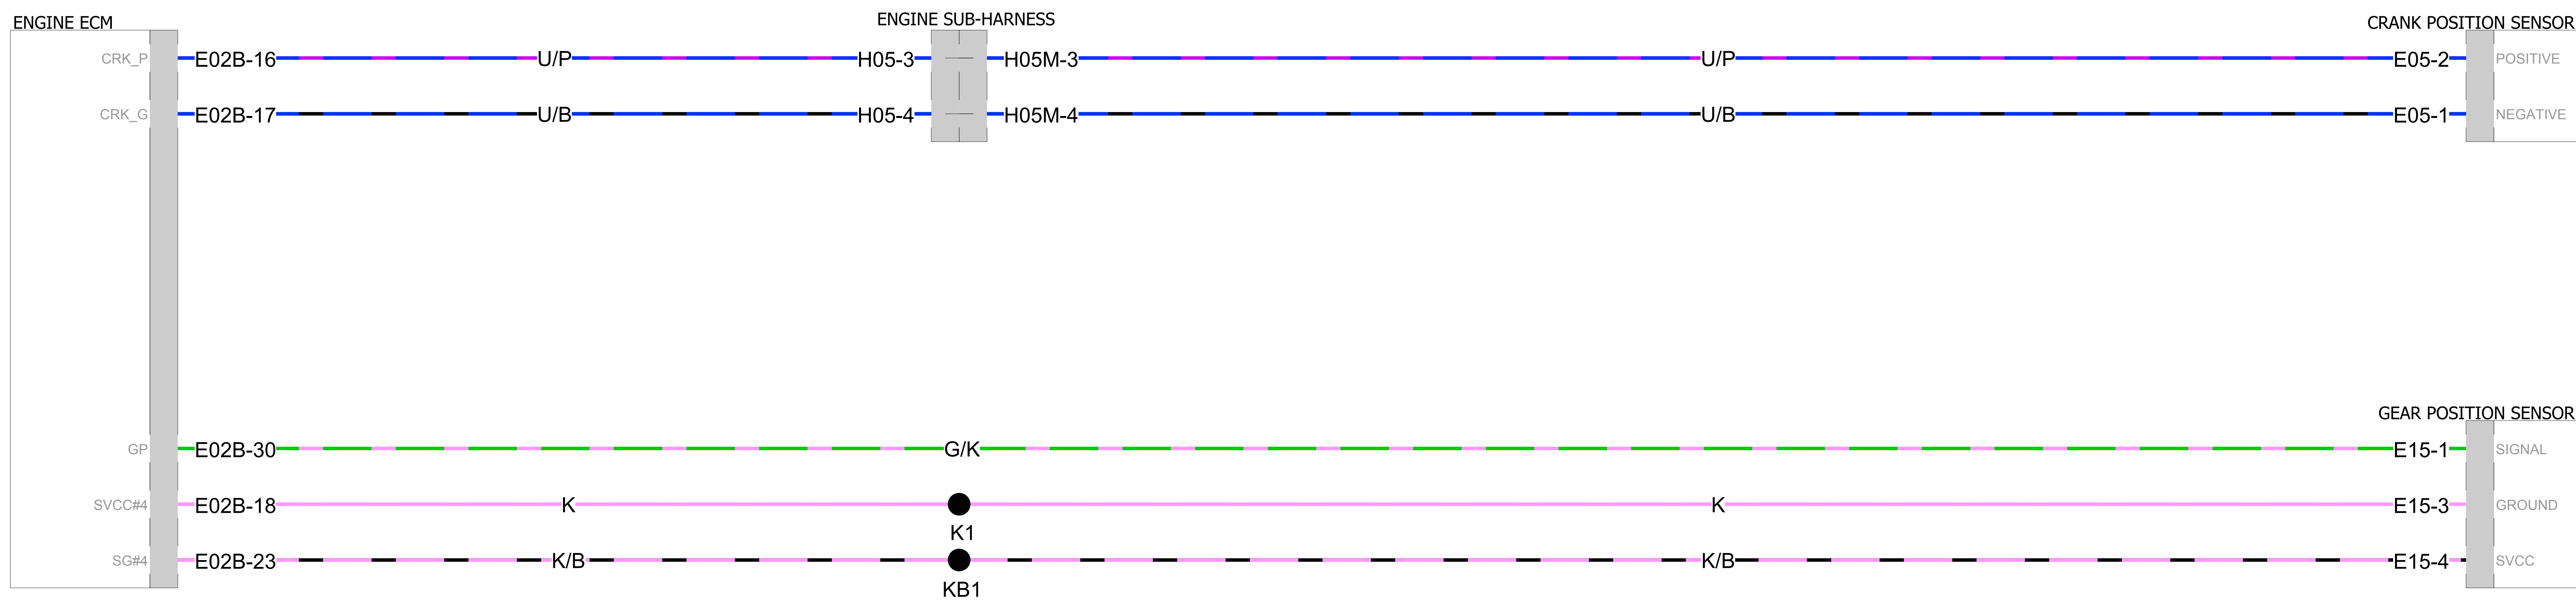 ENGINE ECM ENGINE SUB-HARNESS CRANK POSITION SENSOR
CRK_P E02B-16 U/P H05-3 H05M-3 U/P E05-2 POSITIVE
CRK_G E02B-17 U/B H05-4 H05M-4 U/B E05-1 NEGATIVE
GEAR POSITION SENSOR
GP E02B-30 G/K E15-1 SIGNAL
SVCC#4 E02B-18 K K E15-3 GROUND
K1
SG#4 E02B-23 K/B K/B E15-4 SVCC
KB1